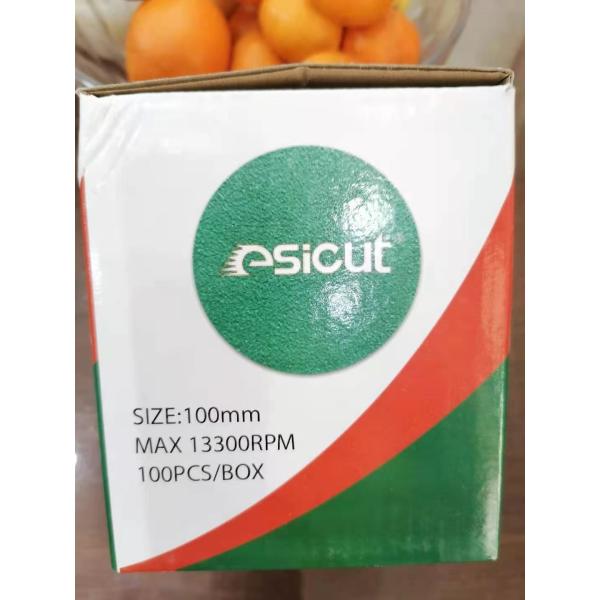 esicut®
SIZE:100mm
MAX 13300RPM
100PCS/BOX